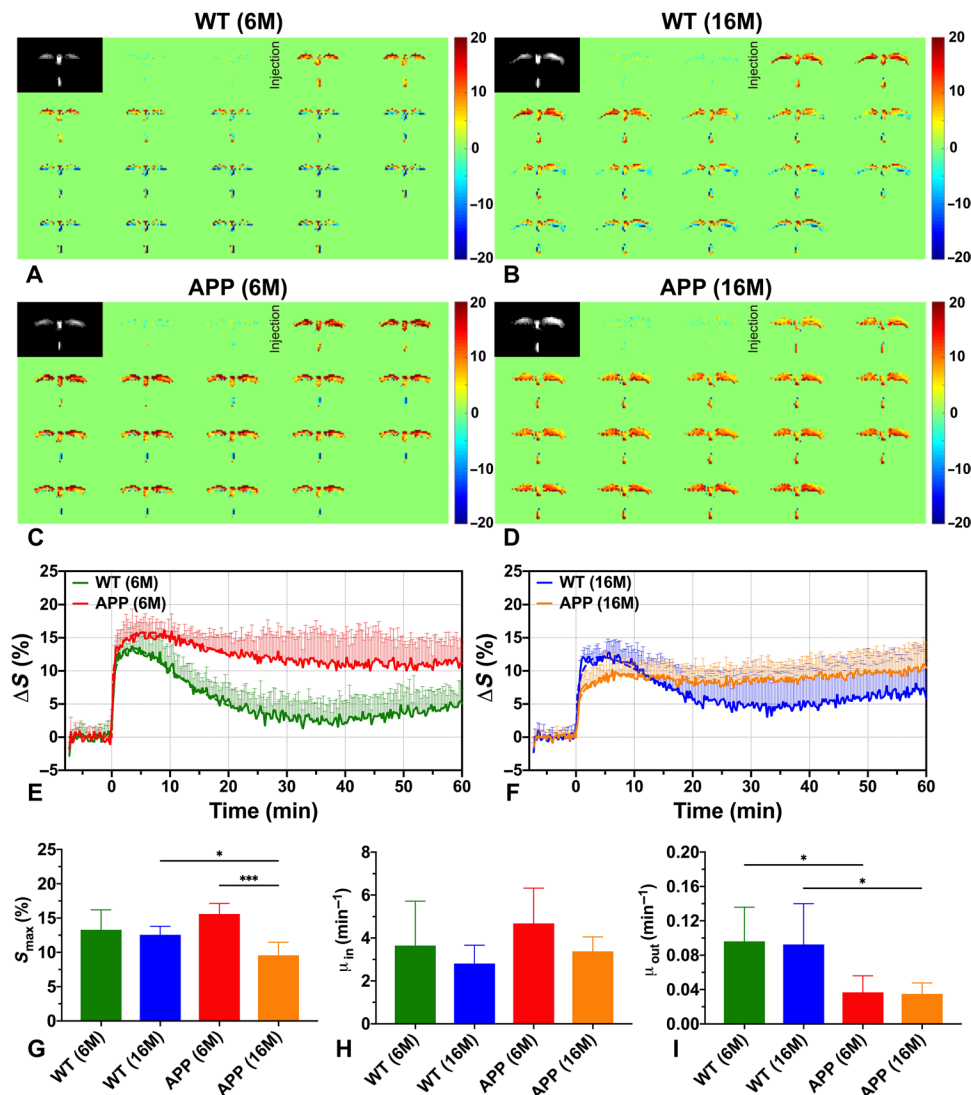 WT (6M)
WT (16M)
Injection
20
10
0
–10
–20
A
Injection
20
10
0
–10
–20
B
APP (6M)
APP (16M)
Injection
20
10
0
–10
–20
C
Injection
20
10
0
–10
–20
D
25
20
15
10
5
0
–5
ΔS (%)
WT (6M)
APP (6M)
0 10 20 30 40 50 60
Time (min)
E
25
20
15
10
5
0
–5
ΔS (%)
WT (16M)
APP (16M)
0 10 20 30 40 50 60
Time (min)
F
25
20
15
10
5
0
Smax (%)
*
***
WT (6M)
WT (16M)
APP (6M)
APP (16M)
G
8
6
4
2
0
μin (min−1)
WT (6M)
WT (16M)
APP (6M)
APP (16M)
H
0.20
0.16
0.12
0.08
0.04
0.00
μout (min−1)
*
*
WT (6M)
WT (16M)
APP (6M)
APP (16M)
I